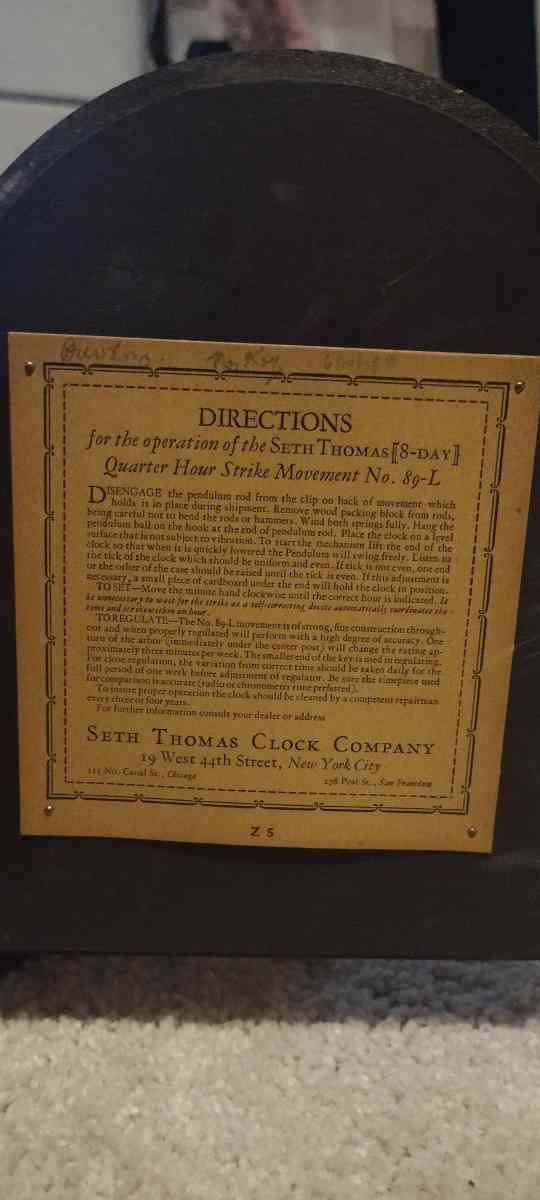 DIRECTIONS
for the operation of the SETH THOMAS [8-DAY]
Quarter Hour Strike Movement No. 89-L
DISENGAGE the pendulum rod from the clip on back of movement which
holds it in place during shipment. Remove wood packing block from rods,
being careful not to bend the rods or hammers. Wind both springs fully. Hang the
pendulum ball on the hook at the end of pendulum rod. Place the clock on a level
surface that is not subject to vibration. To start the mechanism lift the end of the
clock so that when it is quickly lowered the Pendulum will swing freely. Listen to
the tick of the clock which should be uniform and even. If tick is not even, one end
or the other of the case should be raised until the tick is even. If this adjustment is
necessary, a small piece of cardboard under the end will hold the clock in position.
TO SET—Move the minute hand clockwise until the correct hour is indicated. It
is unnecessary to wait for the strike as a self-correcting device automatically coordinates the
time and strike within an hour.
TO REGULATE—The No. 89-L movement is of strong, fine construction through-
out and when properly regulated will perform with a high degree of accuracy. One
turn of the arbor (immediately under the center post) will change the rating ap-
proximately three minutes per week. The smaller end of the key is used in regulating.
For close regulation, the variation from correct time should be taken daily for the
full period of one week before adjustment of regulator. Be sure the timepiece used
for comparison is accurate (radio or chronometer time preferred).
To insure proper operation the clock should be cleaned by a competent repairman
every three or four years.
For further information consult your dealer or address
SETH THOMAS CLOCK COMPANY
19 West 44th Street, New York City
215 No. Canal St., Chicago 278 Post St., San Francisco
Z 5